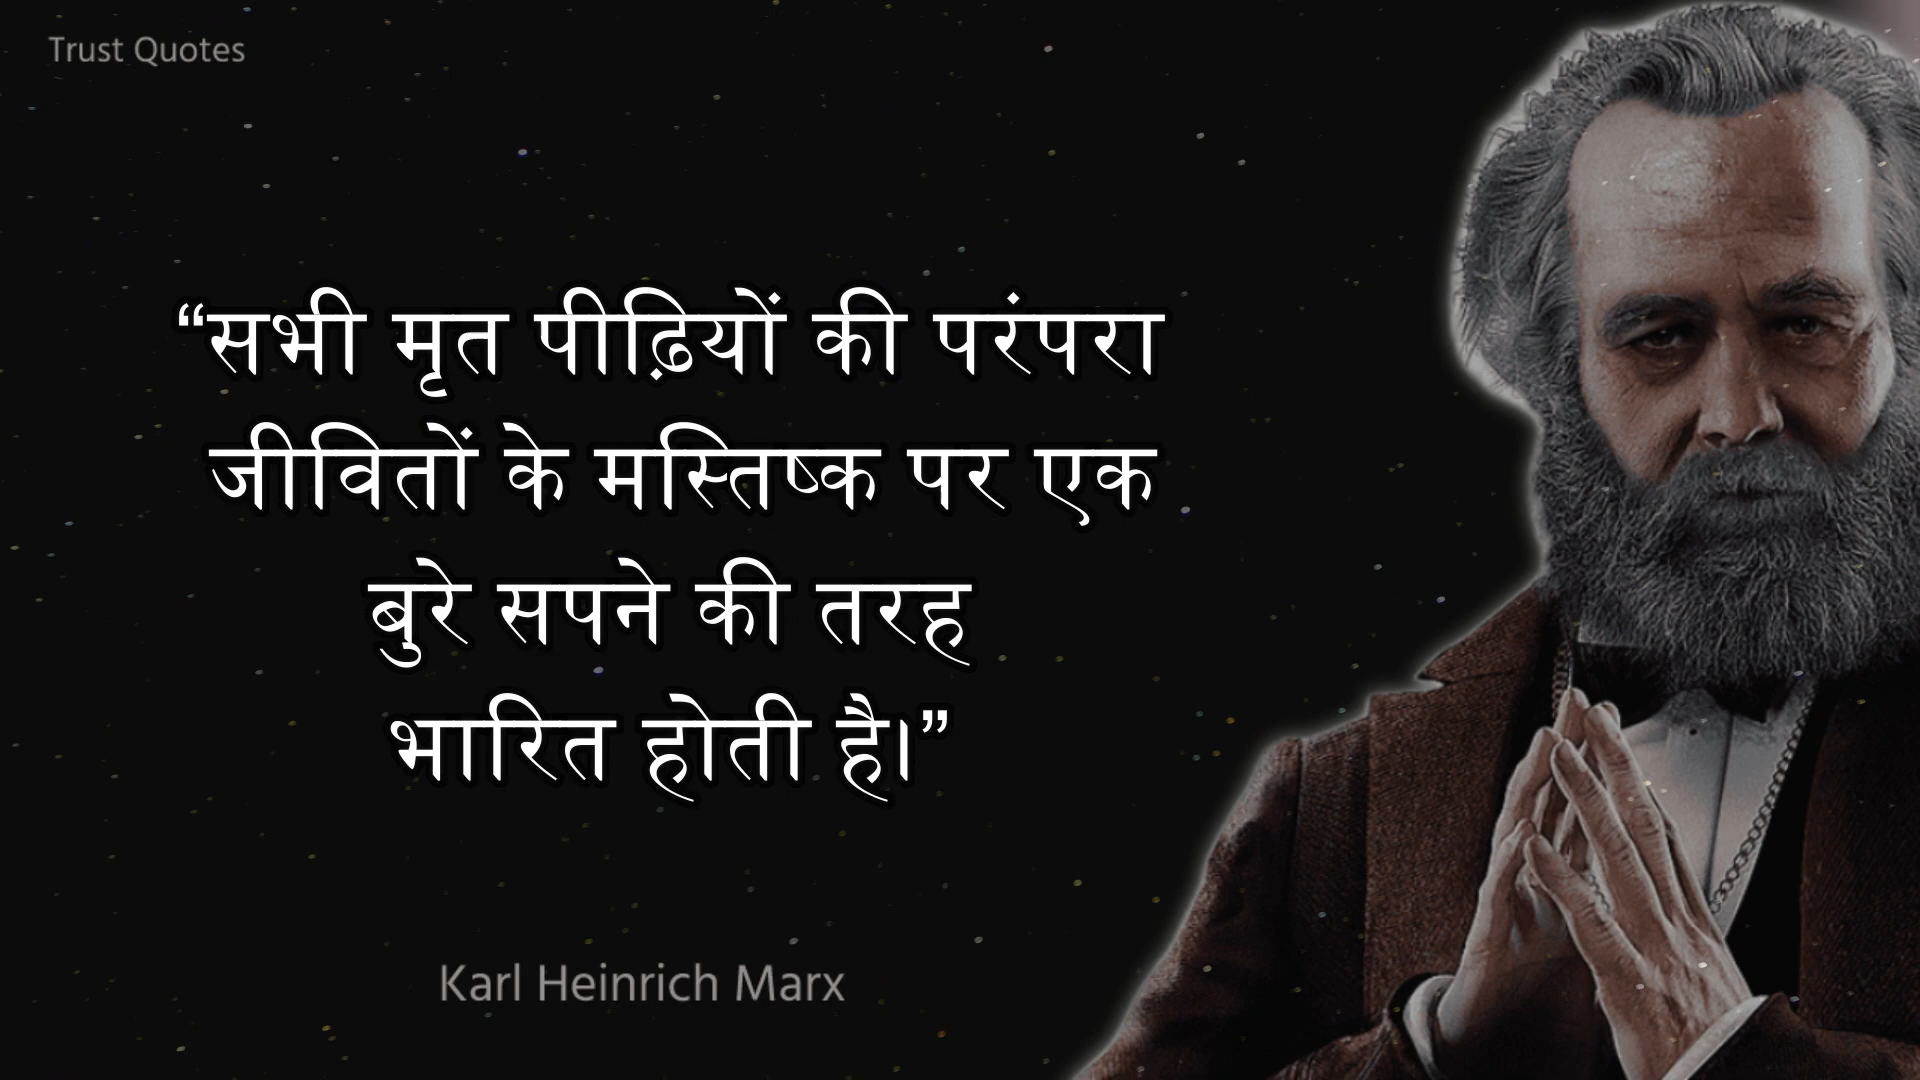 Trust Quotes
“सभी मृत पीढ़ियों की परंपरा
जीवितों के मस्तिष्क पर एक
बुरे सपने की तरह
भारित होती है।”
Karl Heinrich Marx